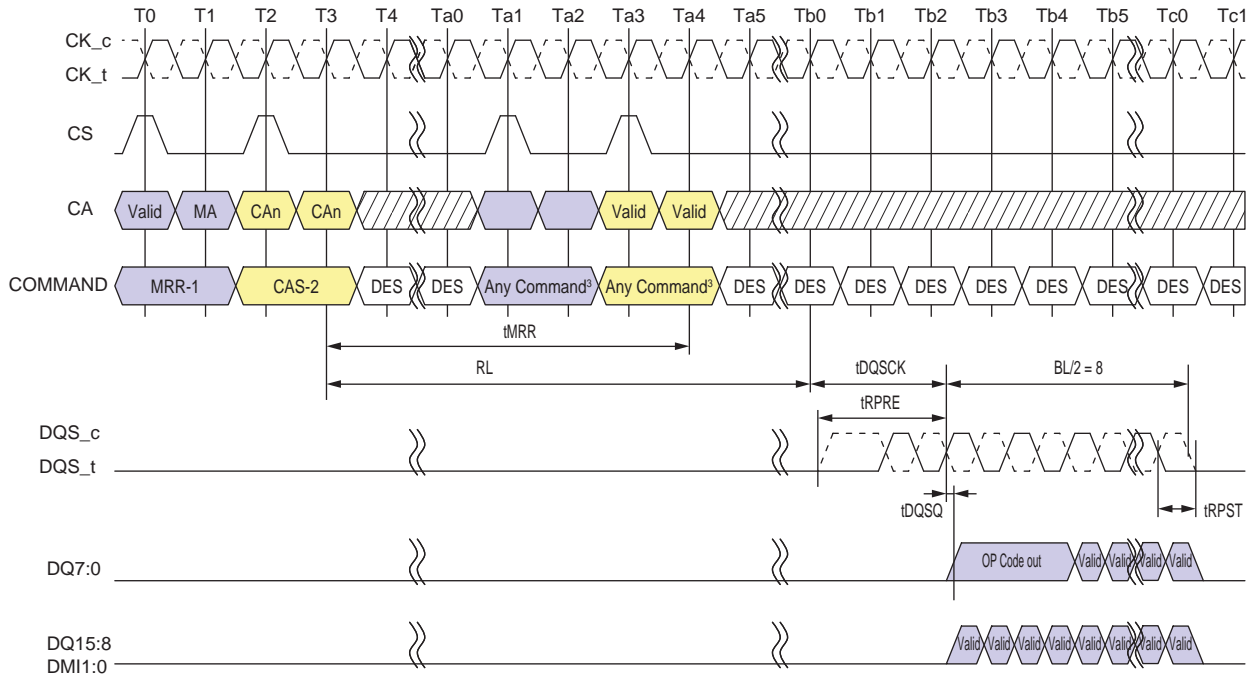 T0 T1 T2 T3 T4 Ta0 Ta1 Ta2 Ta3 Ta4 Ta5 Tb0 Tb1 Tb2 Tb3 Tb4 Tb5 Tc0 Tc1
CK_c
CK_t
CS
CA Valid MA CAn CAn Valid Valid
COMMAND MRR-1 CAS-2 DES DES Any Command³ Any Command³ DES DES DES DES DES DES DES DES DES
tMRR
RL tDQSCK BL/2 = 8
tRPRE
DQS_c
DQS_t
tDQSQ tRPST
DQ7:0 OP Code out Valid Valid Valid Valid
DQ15:8 Valid Valid Valid Valid Valid Valid Valid Valid
DMI1:0